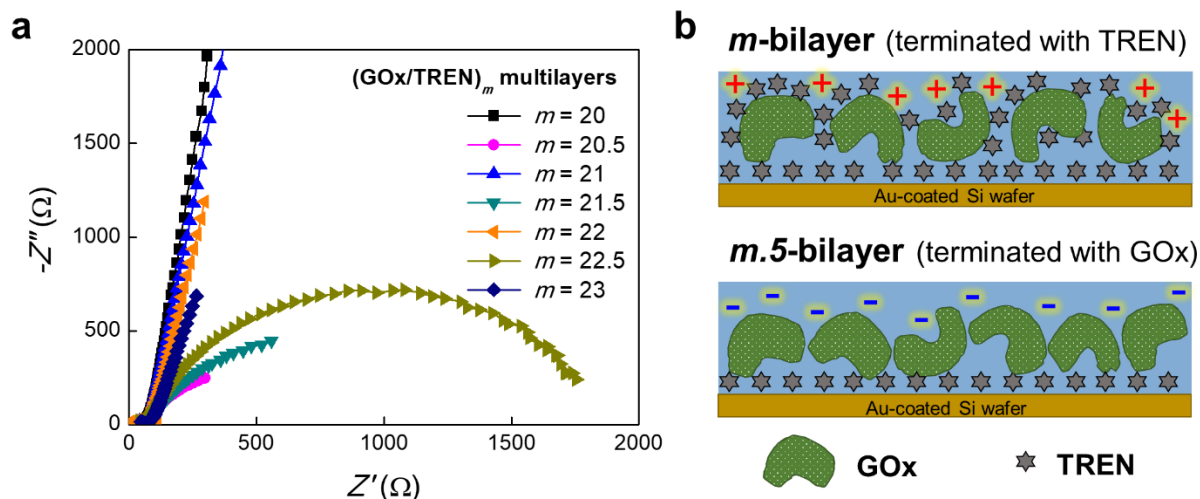 a
2000
1500
1000
500
0
-Z″(Ω)
0 500 1000 1500 2000
Z′(Ω)
(GOx/TREN)m multilayers
m = 20
m = 20.5
m = 21
m = 21.5
m = 22
m = 22.5
m = 23
b
m-bilayer (terminated with TREN)
+ + + + + + +
Au-coated Si wafer
m.5-bilayer (terminated with GOx)
- - - - - - - -
Au-coated Si wafer
GOx
TREN